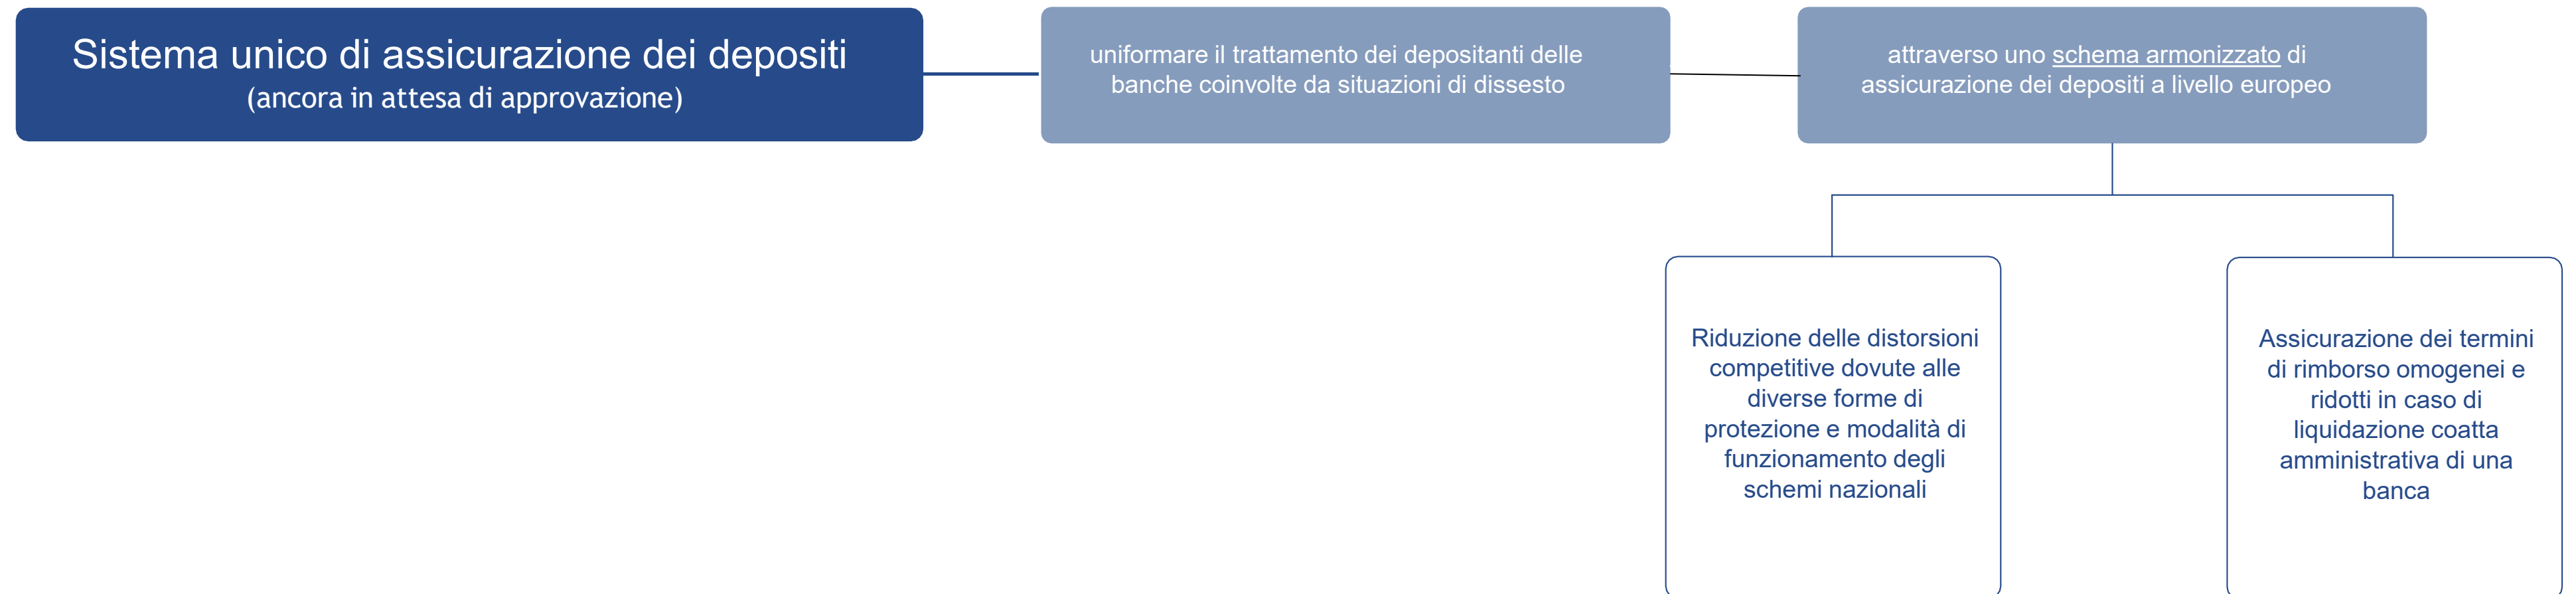 Sistema unico di assicurazione dei depositi
(ancora in attesa di approvazione)
uniformare il trattamento dei depositanti delle
banche coinvolte da situazioni di dissesto
attraverso uno schema armonizzato di
assicurazione dei depositi a livello europeo
Riduzione delle distorsioni
competitive dovute alle
diverse forme di
protezione e modalità di
funzionamento degli
schemi nazionali
Assicurazione dei termini
di rimborso omogenei e
ridotti in caso di
liquidazione coatta
amministrativa di una
banca